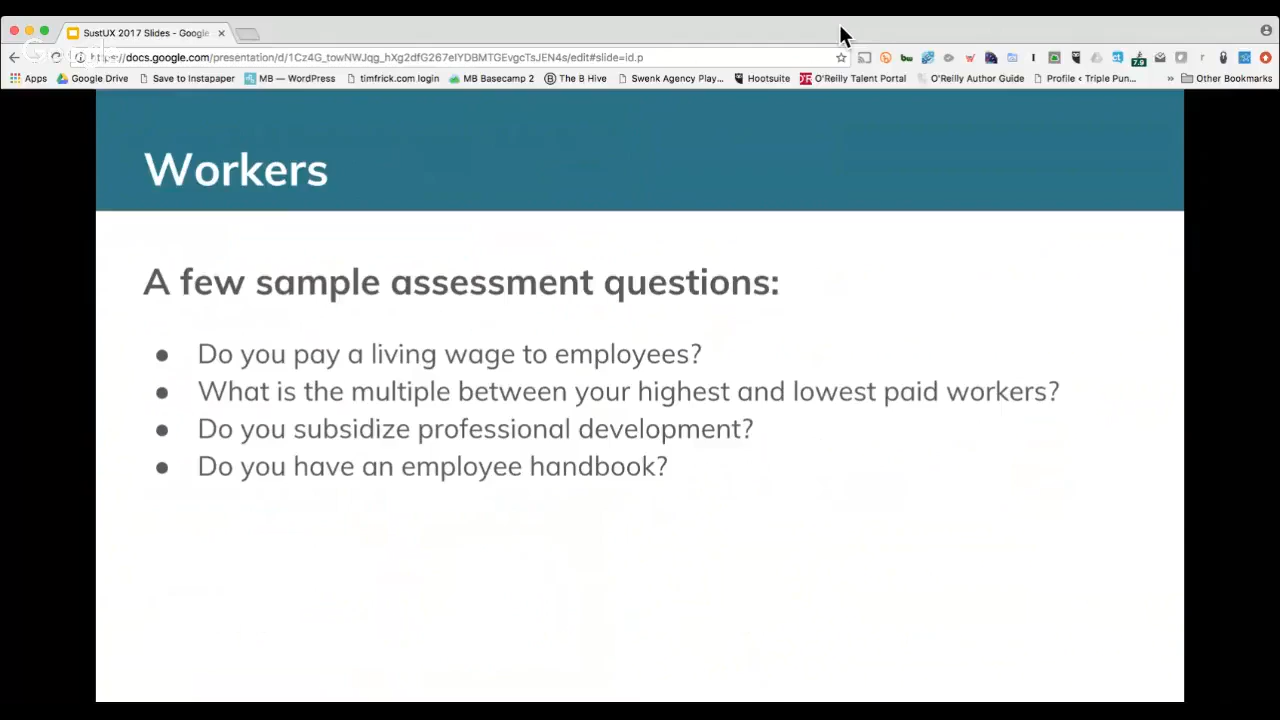 SustUX 2017 Slides - Google
Google
https://docs.google.com/presentation/d/1Cz4G_towNWJqg_hXg2dfG267eIYDBMTGEvgcTsJEN4s/edit#slide=id.p
7.9
Apps Google Drive Save to Instapaper MB — WordPress timfrick.com login MB Basecamp 2 The B Hive Swenk Agency Play... Hootsuite O'Reilly Talent Portal O'Reilly Author Guide Profile ‹ Triple Pun... » Other Bookmarks
Workers
A few sample assessment questions:
● Do you pay a living wage to employees?
● What is the multiple between your highest and lowest paid workers?
● Do you subsidize professional development?
● Do you have an employee handbook?